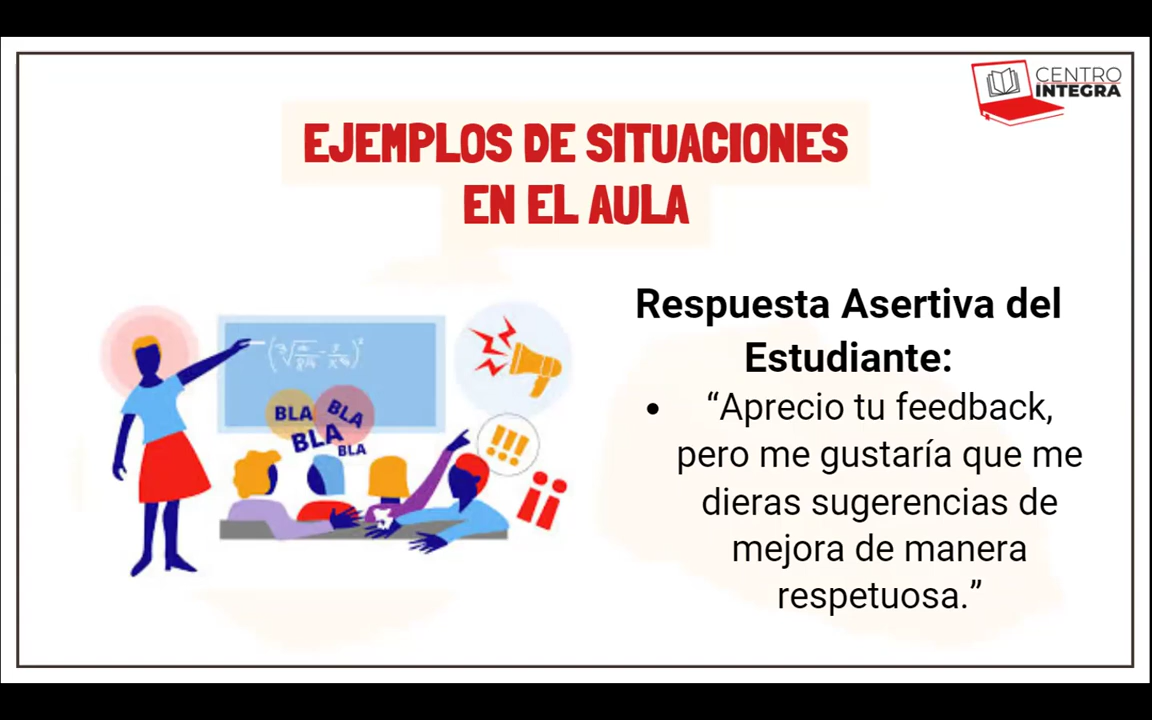 CENTRO
INTEGRA
EJEMPLOS DE SITUACIONES
EN EL AULA
BLA
BLA
BLA
BLA
!!!
¡¡
Respuesta Asertiva del
Estudiante:
• “Aprecio tu feedback,
pero me gustaría que me
dieras sugerencias de
mejora de manera
respetuosa.”